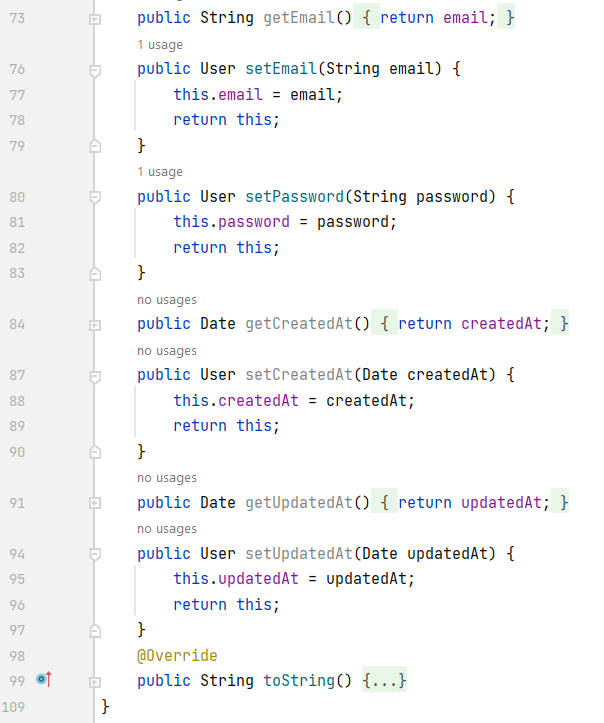 73 public String getEmail() { return email; }
1 usage
76 public User setEmail(String email) {
77 this.email = email;
78 return this;
79 }
1 usage
80 public User setPassword(String password) {
81 this.password = password;
82 return this;
83 }
no usages
84 public Date getCreatedAt() { return createdAt; }
no usages
87 public User setCreatedAt(Date createdAt) {
88 this.createdAt = createdAt;
89 return this;
90 }
no usages
91 public Date getUpdatedAt() { return updatedAt; }
no usages
94 public User setUpdatedAt(Date updatedAt) {
95 this.updatedAt = updatedAt;
96 return this;
97 }
98 @Override
99 public String toString() {...}
109 }